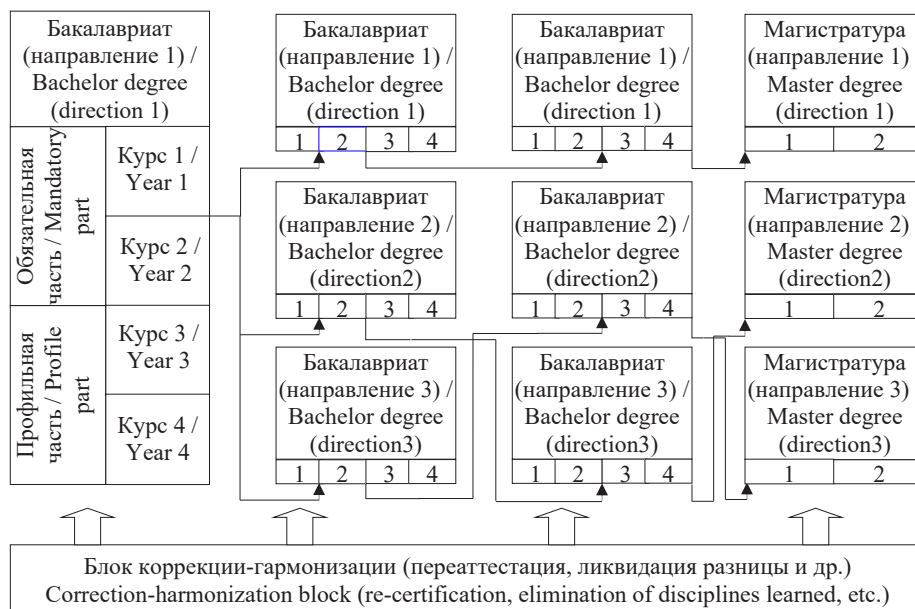 Бакалавриат
(направление 1) /
Bachelor degree
(direction 1)
Обязательная
часть / Mandatory
part
Курс 1 /
Year 1
Курс 2 /
Year 2
Профильная
часть / Profile
part
Курс 3 /
Year 3
Курс 4 /
Year 4
Бакалавриат
(направление 1) /
Bachelor degree
(direction 1)
1 2 3 4
Бакалавриат
(направление 1) /
Bachelor degree
(direction 1)
1 2 3 4
Магистратура
(направление 1)
Master degree
(direction 1)
1 2
Бакалавриат
(направление 2) /
Bachelor degree
(direction2)
1 2 3 4
Бакалавриат
(направление 2) /
Bachelor degree
(direction2)
1 2 3 4
Магистратура
(направление 2)
Master degree
(direction2)
1 2
Бакалавриат
(направление 3) /
Bachelor degree
(direction3)
1 2 3 4
Бакалавриат
(направление 3) /
Bachelor degree
(direction3)
1 2 3 4
Магистратура
(направление 3)
Master degree
(direction3)
1 2
Блок коррекции-гармонизации (переаттестация, ликвидация разницы и др.)
Correction-harmonization block (re-certification, elimination of disciplines learned, etc.)